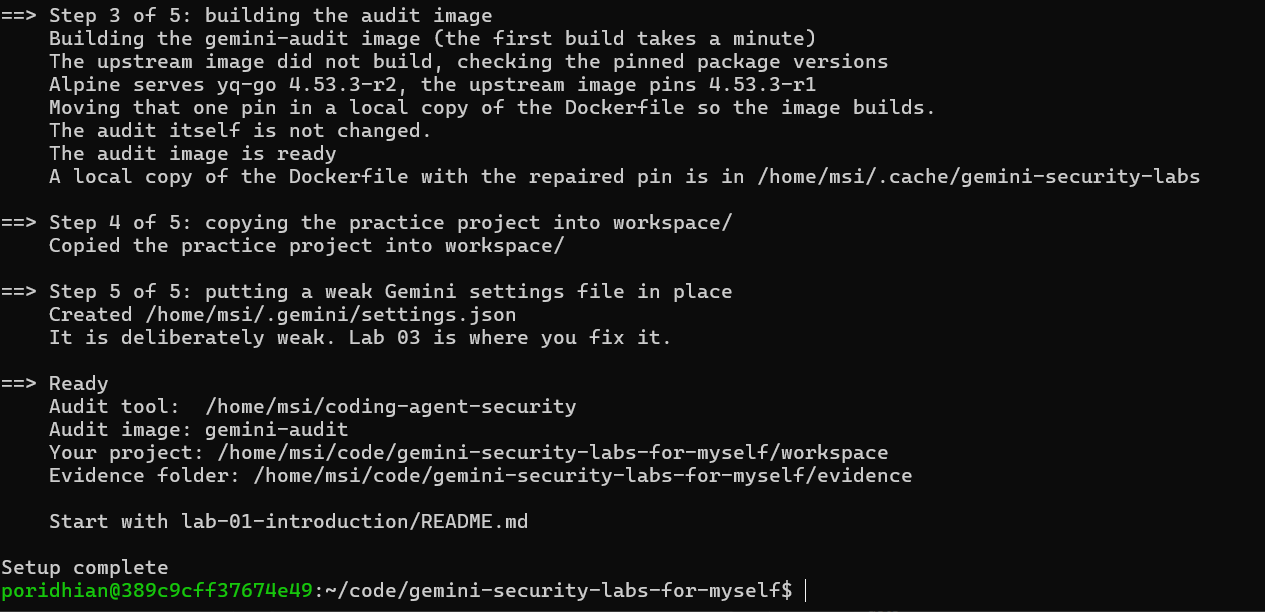 ==> Step 3 of 5: building the audit image
    Building the gemini-audit image (the first build takes a minute)
    The upstream image did not build, checking the pinned package versions
    Alpine serves yq-go 4.53.3-r2, the upstream image pins 4.53.3-r1
    Moving that one pin in a local copy of the Dockerfile so the image builds.
    The audit itself is not changed.
    The audit image is ready
    A local copy of the Dockerfile with the repaired pin is in /home/msi/.cache/gemini-security-labs

==> Step 4 of 5: copying the practice project into workspace/
    Copied the practice project into workspace/

==> Step 5 of 5: putting a weak Gemini settings file in place
    Created /home/msi/.gemini/settings.json
    It is deliberately weak. Lab 03 is where you fix it.

==> Ready
    Audit tool:  /home/msi/coding-agent-security
    Audit image: gemini-audit
    Your project: /home/msi/code/gemini-security-labs-for-myself/workspace
    Evidence folder: /home/msi/code/gemini-security-labs-for-myself/evidence

    Start with lab-01-introduction/README.md

Setup complete
poridhian@389c9cff37674e49:~/code/gemini-security-labs-for-myself$